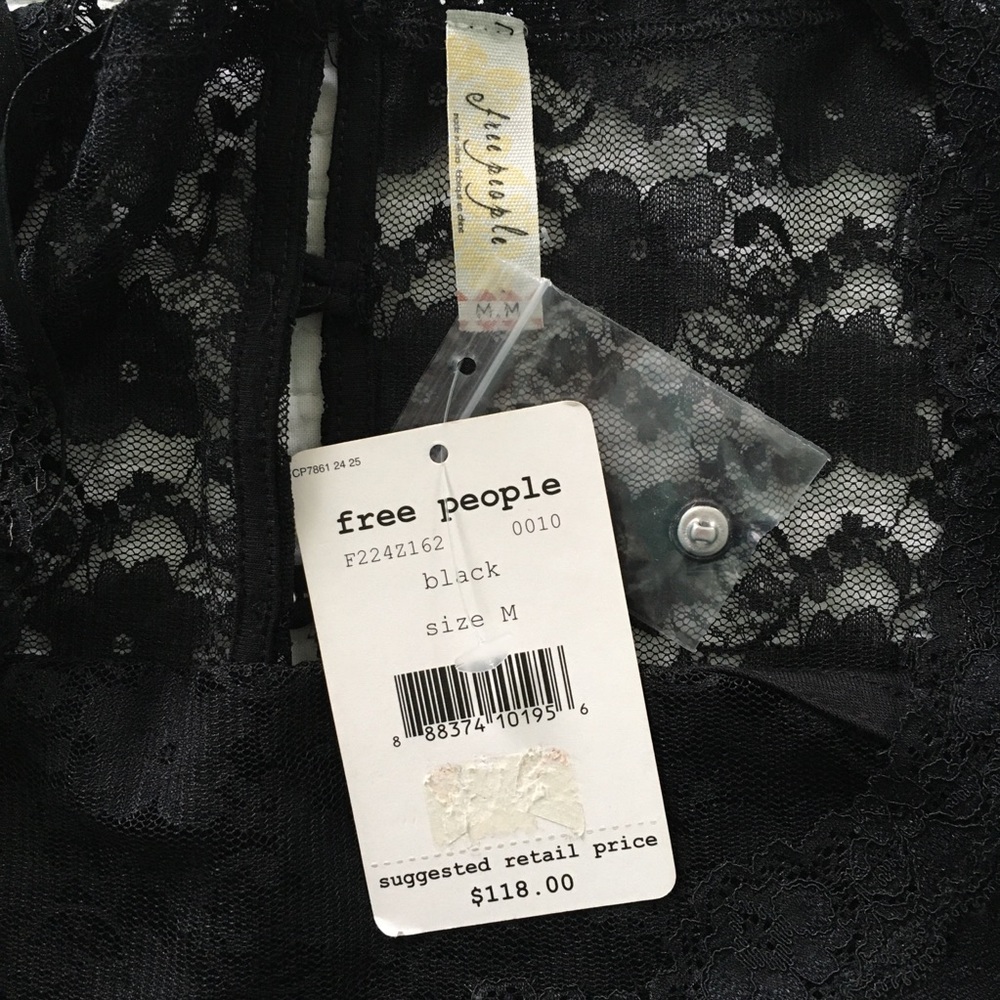 free people
M.M
CP7861 24 25
free people
F224Z162 0010
black
size M
8 88374 10195 6
suggested retail price
$118.00